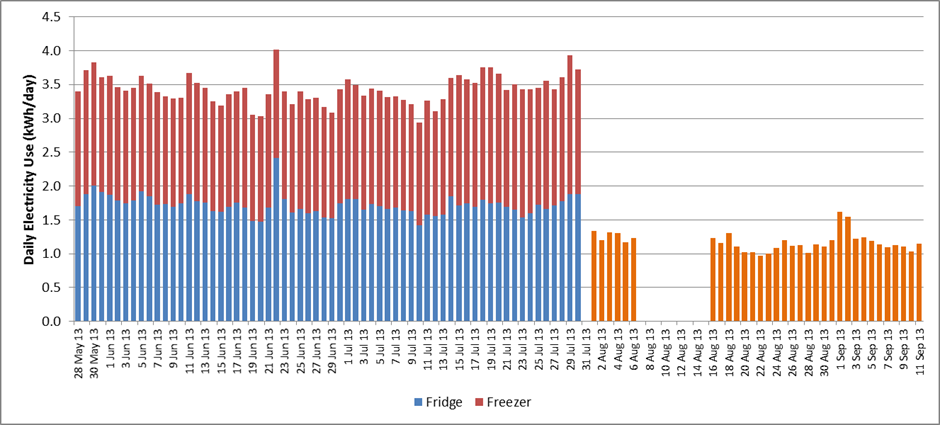 4.5
4.0
3.5
3.0
2.5
2.0
1.5
1.0
0.5
0.0
Daily Electricity Use (kWh/day)
28 May 13
30 May 13
1 Jun 13
3 Jun 13
5 Jun 13
7 Jun 13
9 Jun 13
11 Jun 13
13 Jun 13
15 Jun 13
17 Jun 13
19 Jun 13
21 Jun 13
23 Jun 13
25 Jun 13
27 Jun 13
29 Jun 13
1 Jul 13
3 Jul 13
5 Jul 13
7 Jul 13
9 Jul 13
11 Jul 13
13 Jul 13
15 Jul 13
17 Jul 13
19 Jul 13
21 Jul 13
23 Jul 13
25 Jul 13
27 Jul 13
29 Jul 13
31 Jul 13
2 Aug 13
4 Aug 13
6 Aug 13
8 Aug 13
10 Aug 13
12 Aug 13
14 Aug 13
16 Aug 13
18 Aug 13
20 Aug 13
22 Aug 13
24 Aug 13
26 Aug 13
28 Aug 13
30 Aug 13
1 Sep 13
3 Sep 13
5 Sep 13
7 Sep 13
9 Sep 13
11 Sep 13
Fridge Freezer